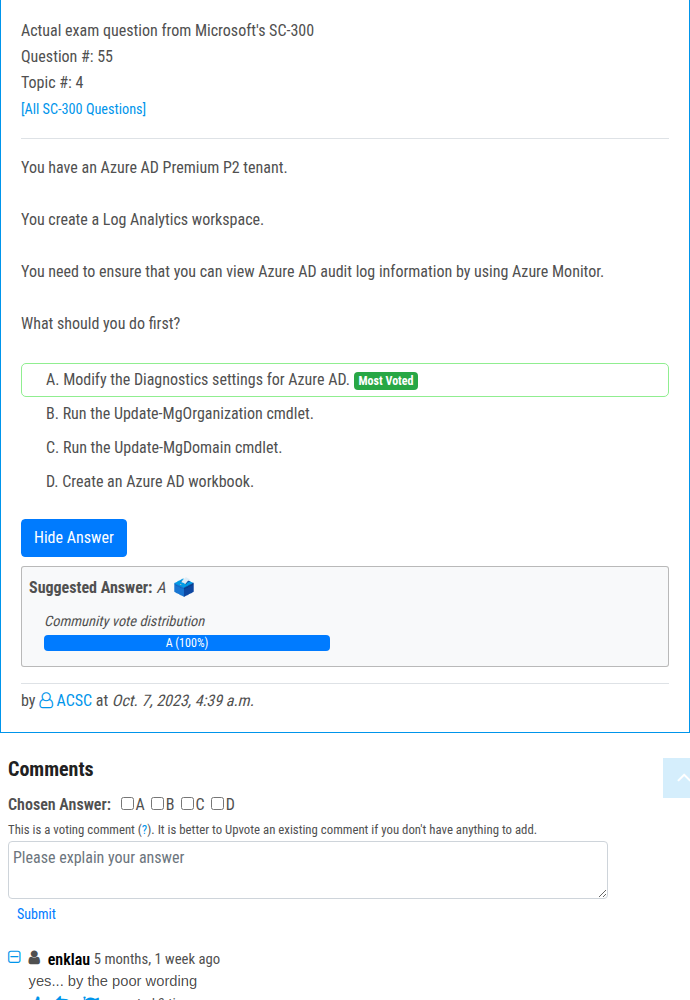 Actual exam question from Microsoft's SC-300
Question #: 55
Topic #: 4
[All SC-300 Questions]
You have an Azure AD Premium P2 tenant.
You create a Log Analytics workspace.
You need to ensure that you can view Azure AD audit log information by using Azure Monitor.
What should you do first?
A. Modify the Diagnostics settings for Azure AD. Most Voted
B. Run the Update-MgOrganization cmdlet.
C. Run the Update-MgDomain cmdlet.
D. Create an Azure AD workbook.
Hide Answer
Suggested Answer: A
Community vote distribution
A (100%)
by ACSC at Oct. 7, 2023, 4:39 a.m.
Comments
Chosen Answer: A B C D
This is a voting comment (?). It is better to Upvote an existing comment if you don't have anything to add.
Please explain your answer
Submit
enklau 5 months, 1 week ago
yes... by the poor wording